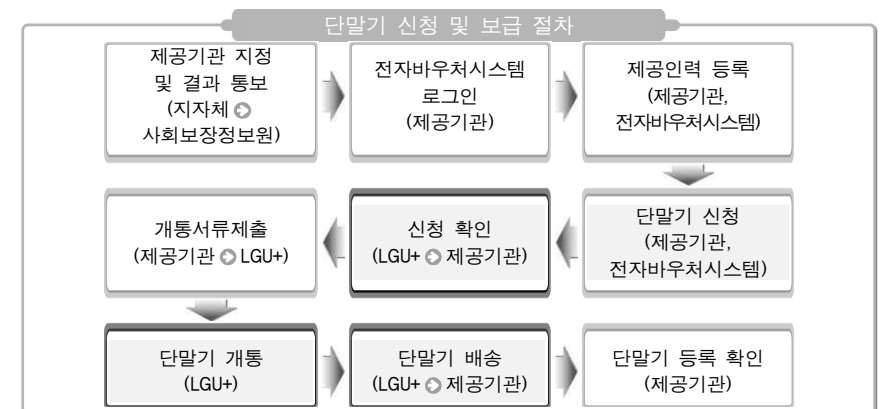 단말기 신청 및 보급 절차
제공기관 지정
및 결과 통보
(지자체 ➲
사회보장정보원)
전자바우처시스템
로그인
(제공기관)
제공인력 등록
(제공기관,
전자바우처시스템)
단말기 신청
(제공기관,
전자바우처시스템)
신청 확인
(LGU+ ➲ 제공기관)
개통서류제출
(제공기관 ➲ LGU+)
단말기 개통
(LGU+)
단말기 배송
(LGU+ ➲ 제공기관)
단말기 등록 확인
(제공기관)